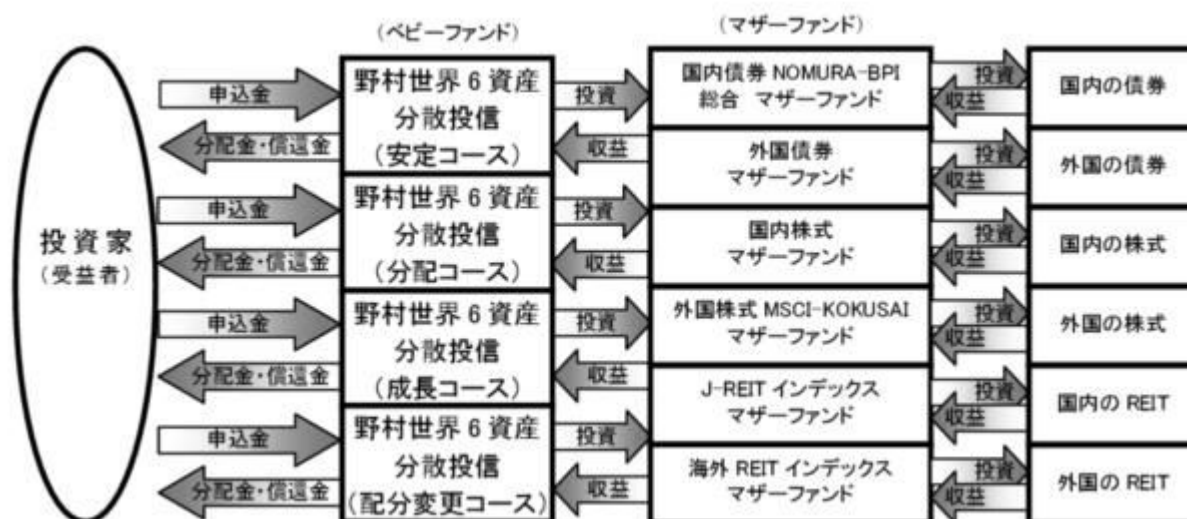 (ベビーファンド)
(マザーファンド)
投資家
(受益者)
申込金
分配金・償還金
申込金
分配金・償還金
申込金
分配金・償還金
申込金
分配金・償還金
野村世界6資産
分散投信
(安定コース)
野村世界6資産
分散投信
(分配コース)
野村世界6資産
分散投信
(成長コース)
野村世界6資産
分散投信
(配分変更コース)
投資
収益
投資
収益
投資
収益
投資
収益
国内債券 NOMURA-BPI
総合 マザーファンド
外国債券
マザーファンド
国内株式
マザーファンド
外国株式 MSCI-KOKUSAI
マザーファンド
J-REIT インデックス
マザーファンド
海外 REIT インデックス
マザーファンド
投資
収益
投資
収益
投資
収益
投資
収益
投資
収益
投資
収益
国内の債券
外国の債券
国内の株式
外国の株式
国内の REIT
外国の REIT